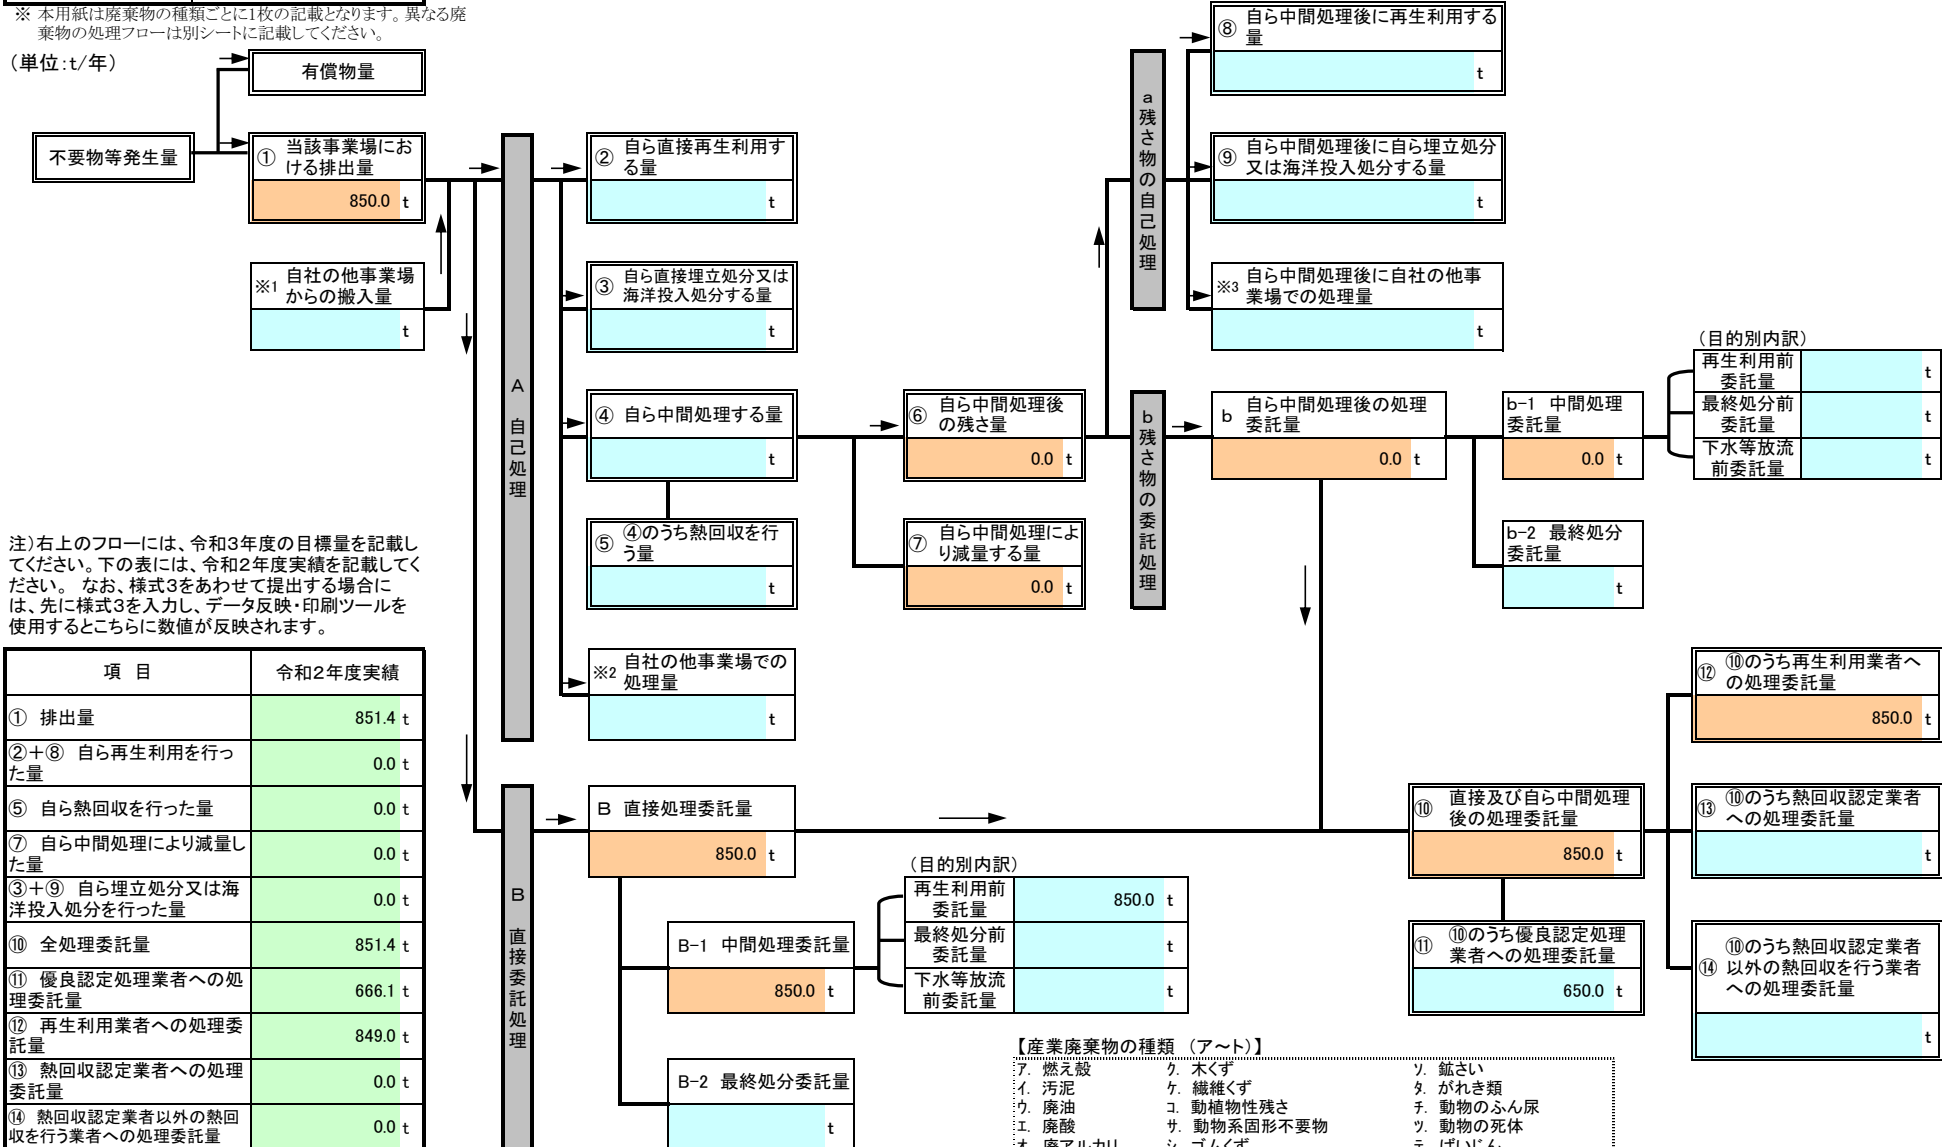 ※ 本用紙は廃棄物の種類ごとに1枚の記載となります。異なる廃
棄物の処理フローは別シートに記載してください。
(単位:t/年)
有償物量
不要物等発生量
① 当該事業場にお
ける排出量
850.0 t
※1 自社の他事業場
からの搬入量
t
A 自己処理
② 自ら直接再生利用す
る量
t
③ 自ら直接埋立処分又は
海洋投入処分する量
t
④ 自ら中間処理する量
t
⑤ ④のうち熱回収を行
う量
t
※2 自社の他事業場での
処理量
t
⑥ 自ら中間処理後
の残さ量
0.0 t
⑦ 自ら中間処理によ
り減量する量
0.0 t
a 残さ物の自己処理
⑧ 自ら中間処理後に再生利用する
量
t
⑨ 自ら中間処理後に自ら埋立処分
又は海洋投入処分する量
t
※3 自ら中間処理後に自社の他事
業場での処理量
t
b 残さ物の委託処理
b 自ら中間処理後の処理
委託量
0.0 t
b-1 中間処理
委託量
0.0 t
b-2 最終処分
委託量
t
(目的別内訳)
再生利用前
委託量
t
最終処分前
委託量
t
下水等放流
前委託量
t
注)右上のフローには、令和3年度の目標量を記載し
てください。下の表には、令和2年度実績を記載してく
ださい。 なお、様式3をあわせて提出する場合に
は、先に様式3を入力し、データ反映・印刷ツールを
使用するとこちらに数値が反映されます。
項 目 令和2年度実績
① 排出量 851.4 t
②+⑧ 自ら再生利用を行っ
た量
0.0 t
⑤ 自ら熱回収を行った量 0.0 t
⑦ 自ら中間処理により減量し
た量
0.0 t
③+⑨ 自ら埋立処分又は海
洋投入処分を行った量
0.0 t
⑩ 全処理委託量 851.4 t
⑪ 優良認定処理業者への処
理委託量
666.1 t
⑫ 再生利用業者への処理委
託量
849.0 t
⑬ 熱回収認定業者への処理
委託量
0.0 t
⑭ 熱回収認定業者以外の熱回
収を行う業者への処理委託量
0.0 t
B 直接委託処理
B 直接処理委託量
850.0 t
B-1 中間処理委託量
850.0 t
B-2 最終処分委託量
t
(目的別内訳)
再生利用前
委託量
850.0 t
最終処分前
委託量
t
下水等放流
前委託量
t
⑩ 直接及び自ら中間処理
後の処理委託量
850.0 t
⑪ ⑩のうち優良認定処理
業者への処理委託量
650.0 t
⑫ ⑩のうち再生利用業者へ
の処理委託量
850.0 t
⑬ ⑩のうち熱回収認定業者
への処理委託量
t
⑭ ⑩のうち熱回収認定業者
以外の熱回収を行う業者
への処理委託量
t
【産業廃棄物の種類 (ア~ト)】
ア. 燃え殻 ク. 木くず ソ. 鉱さい
イ. 汚泥 ケ. 繊維くず タ. がれき類
ウ. 廃油 コ. 動植物性残さ チ. 動物のふん尿
エ. 廃酸 サ. 動物系固形不要物 ツ. 動物の死体
オ. 廃アルカリ シ. ゴムくず テ. ばいじん